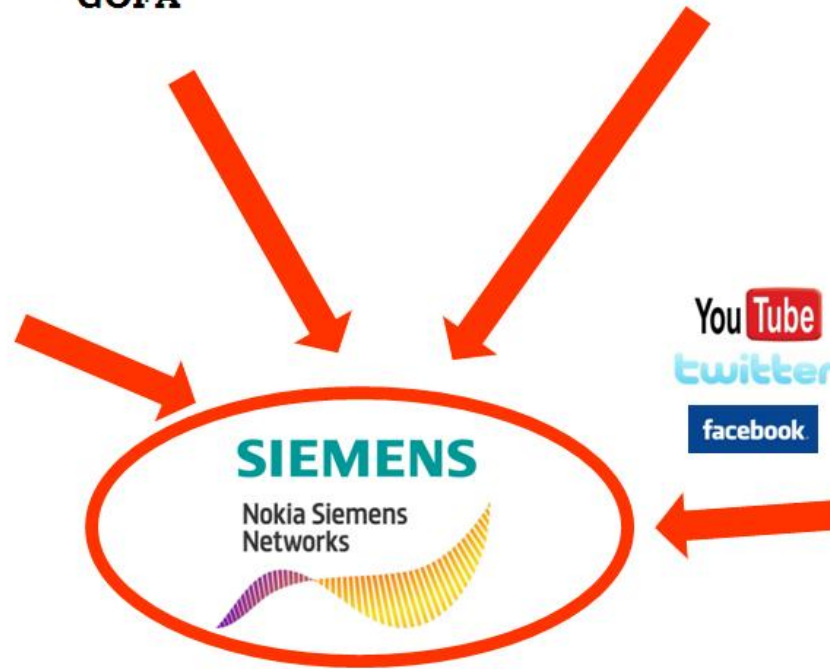 YouTube
twitter
facebook
SIEMENS
Nokia Siemens
Networks